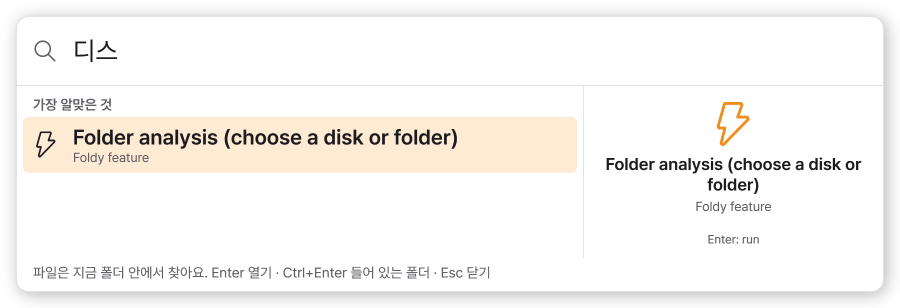 디스
가장 알맞은 것
Folder analysis (choose a disk or folder)
Foldy feature
Folder analysis (choose a disk or
folder)
Foldy feature
Enter: run
파일은 지금 폴더 안에서 찾아요. Enter 열기 · Ctrl+Enter 들어 있는 폴더 · Esc 닫기